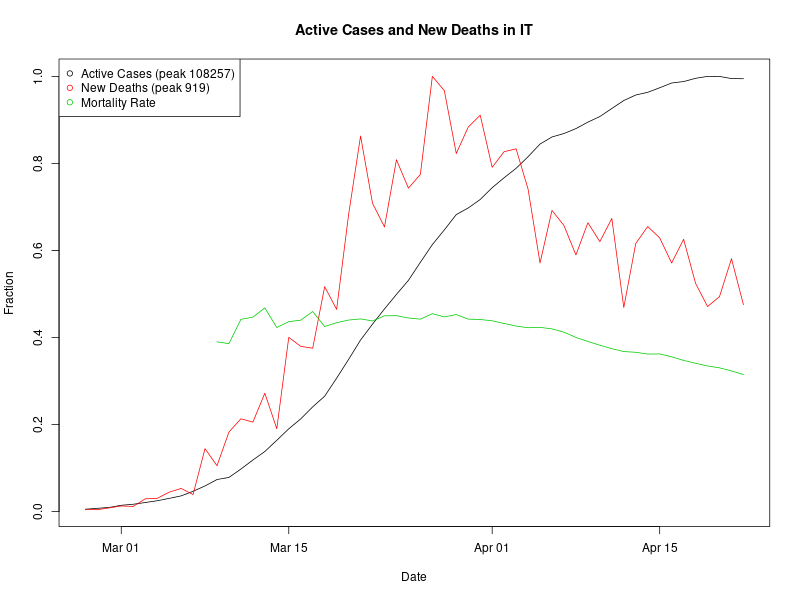 Active Cases and New Deaths in IT
Active Cases (peak 108257)
New Deaths (peak 919)
Mortality Rate
1.0
0.8
0.6
0.4
0.2
0.0
Fraction
Mar 01
Mar 15
Apr 01
Apr 15
Date